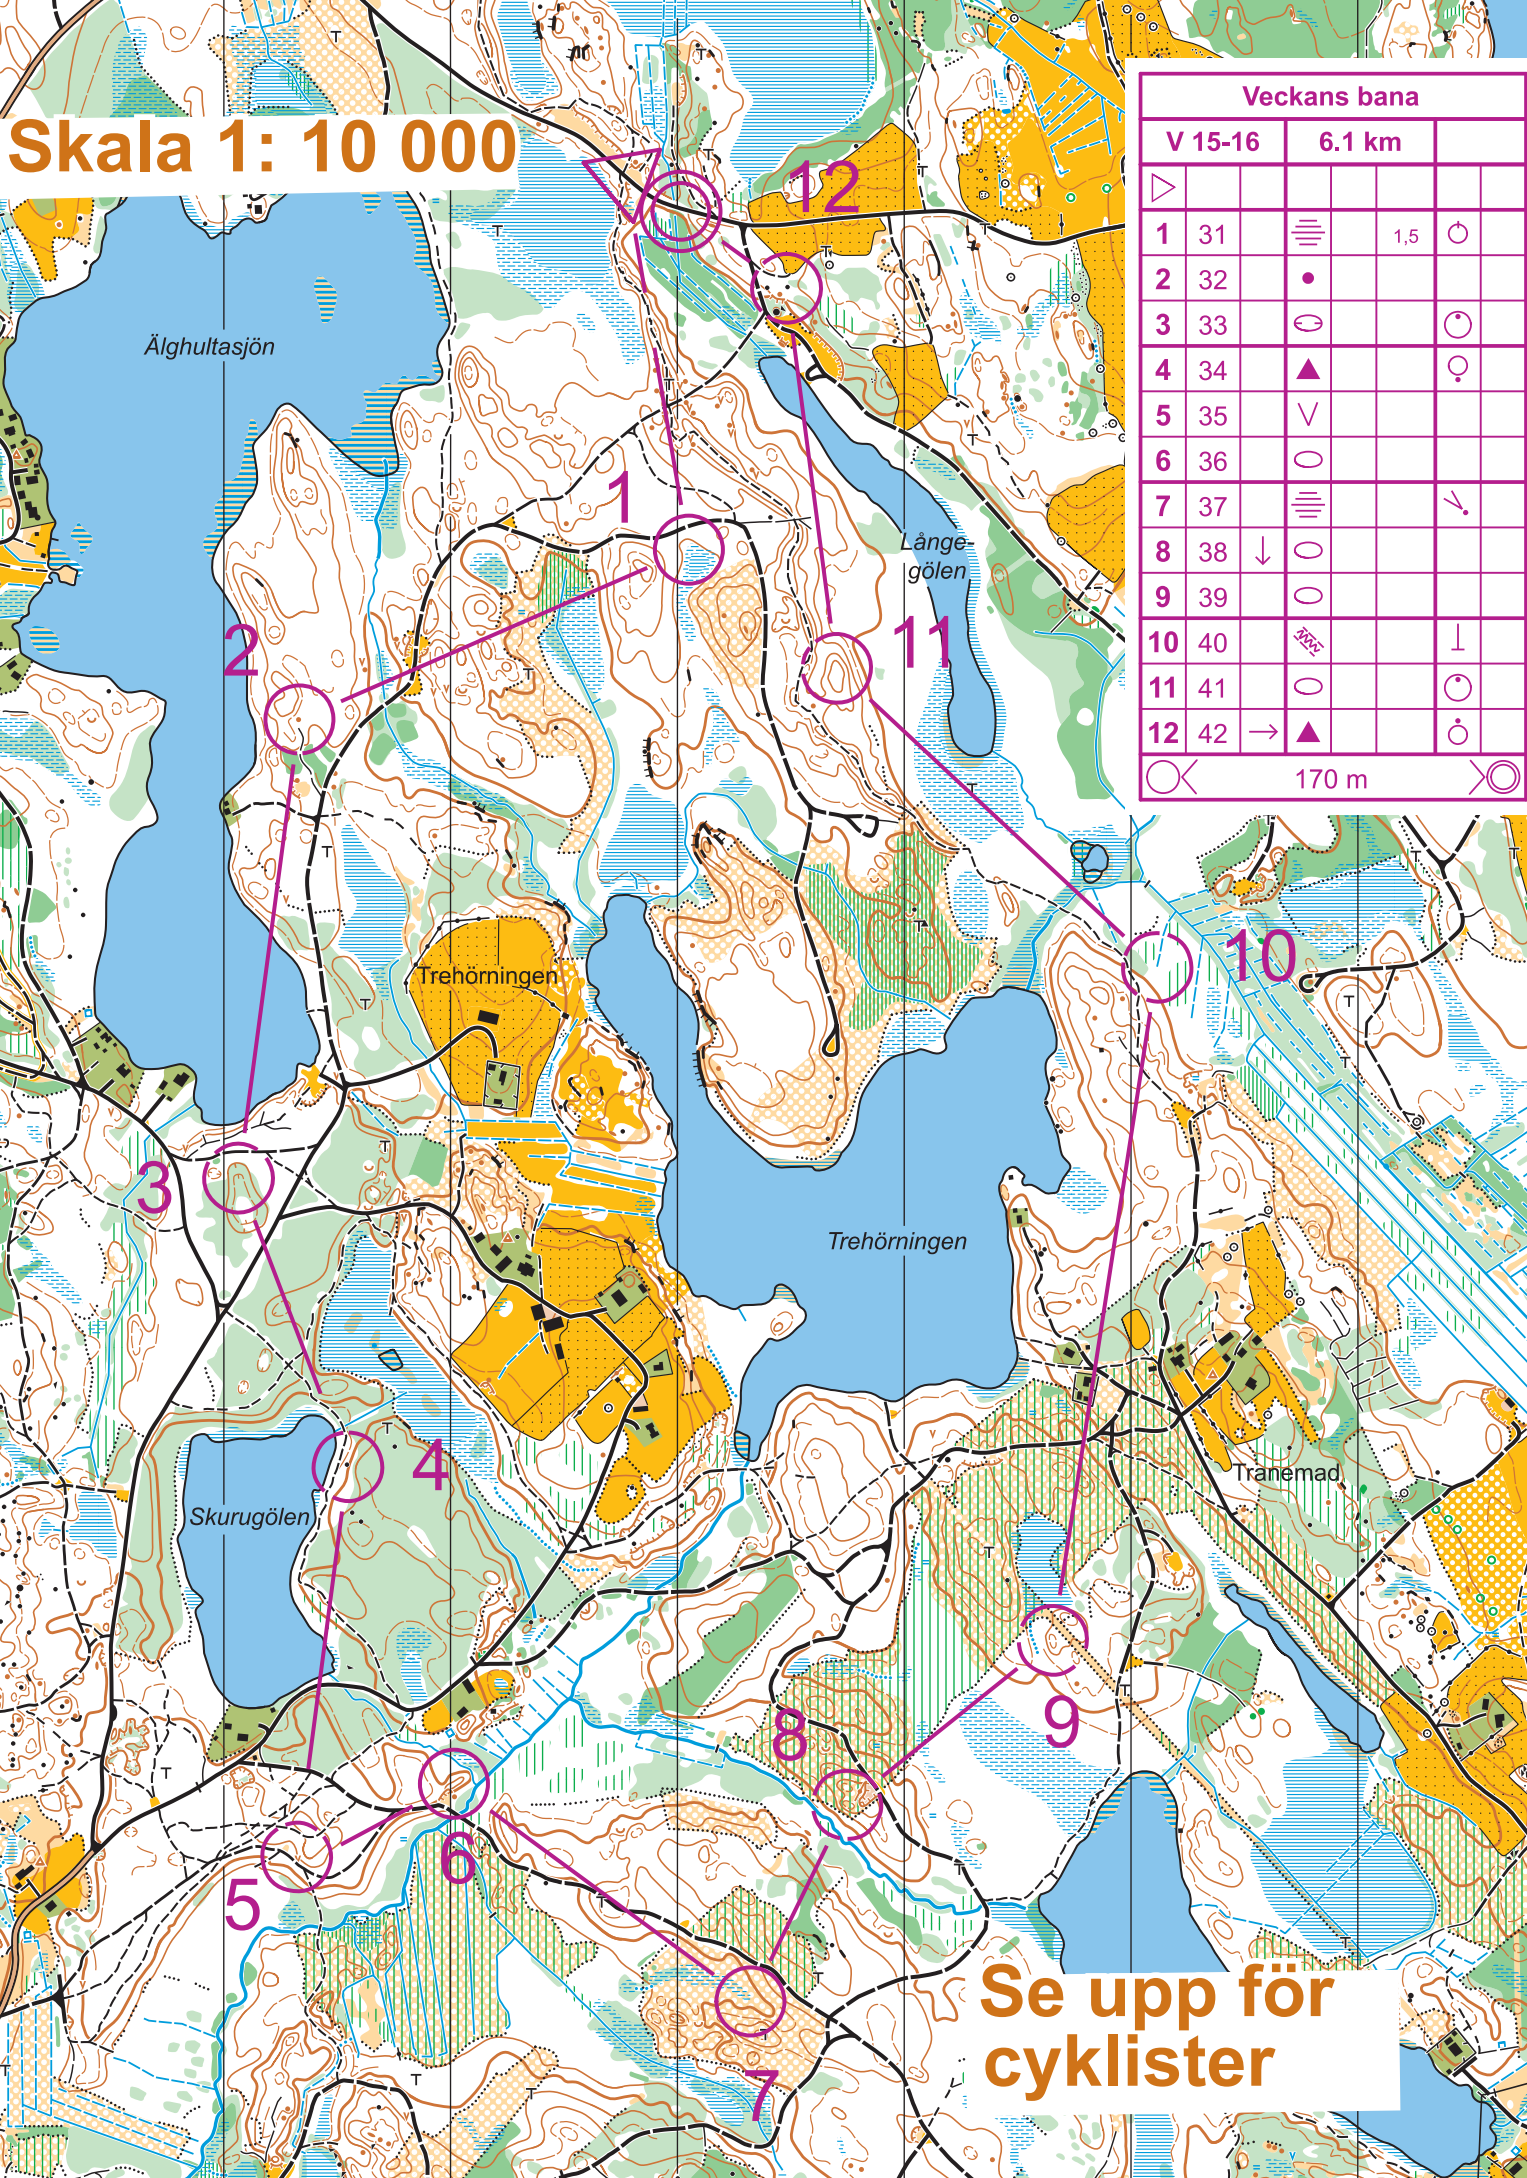 Skala 1: 10 000
Veckans bana
V 15-16 6.1 km
1 31 1,5
2 32
3 33
4 34
5 35
6 36
7 37
8 38
9 39
10 40
11 41
12 42
170 m
12
Älghultasjön
1
Långe-
gölen
2
11
10
Trehörningen
3
Trehörningen
4
Skurugölen
Tranemad
9
8
6
5
7
Se upp för
cyklister